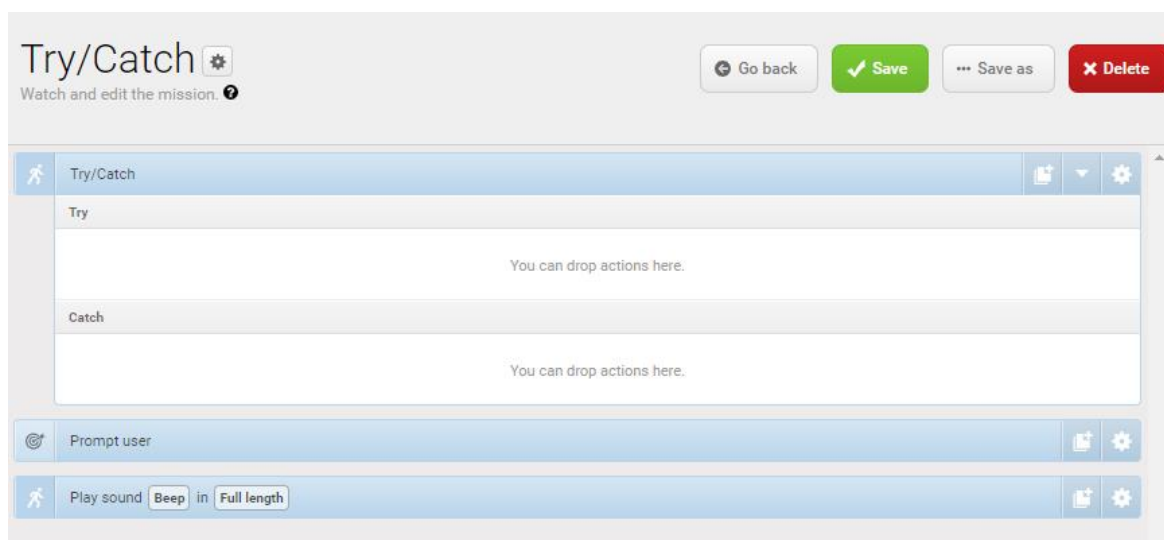 Try/Catch
Watch and edit the mission.
Go back
Save
Save as
Delete
Try/Catch
Try
You can drop actions here.
Catch
You can drop actions here.
Prompt user
Play sound Beep in Full length